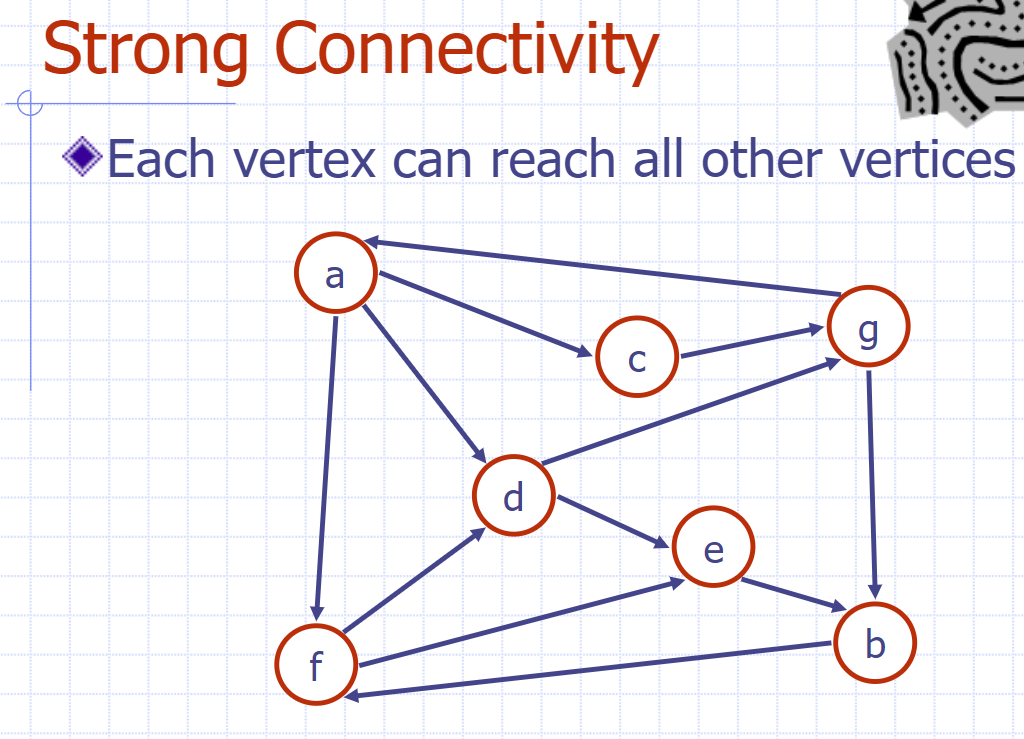 Strong Connectivity
Each vertex can reach all other vertices
a
g
c
d
e
b
f